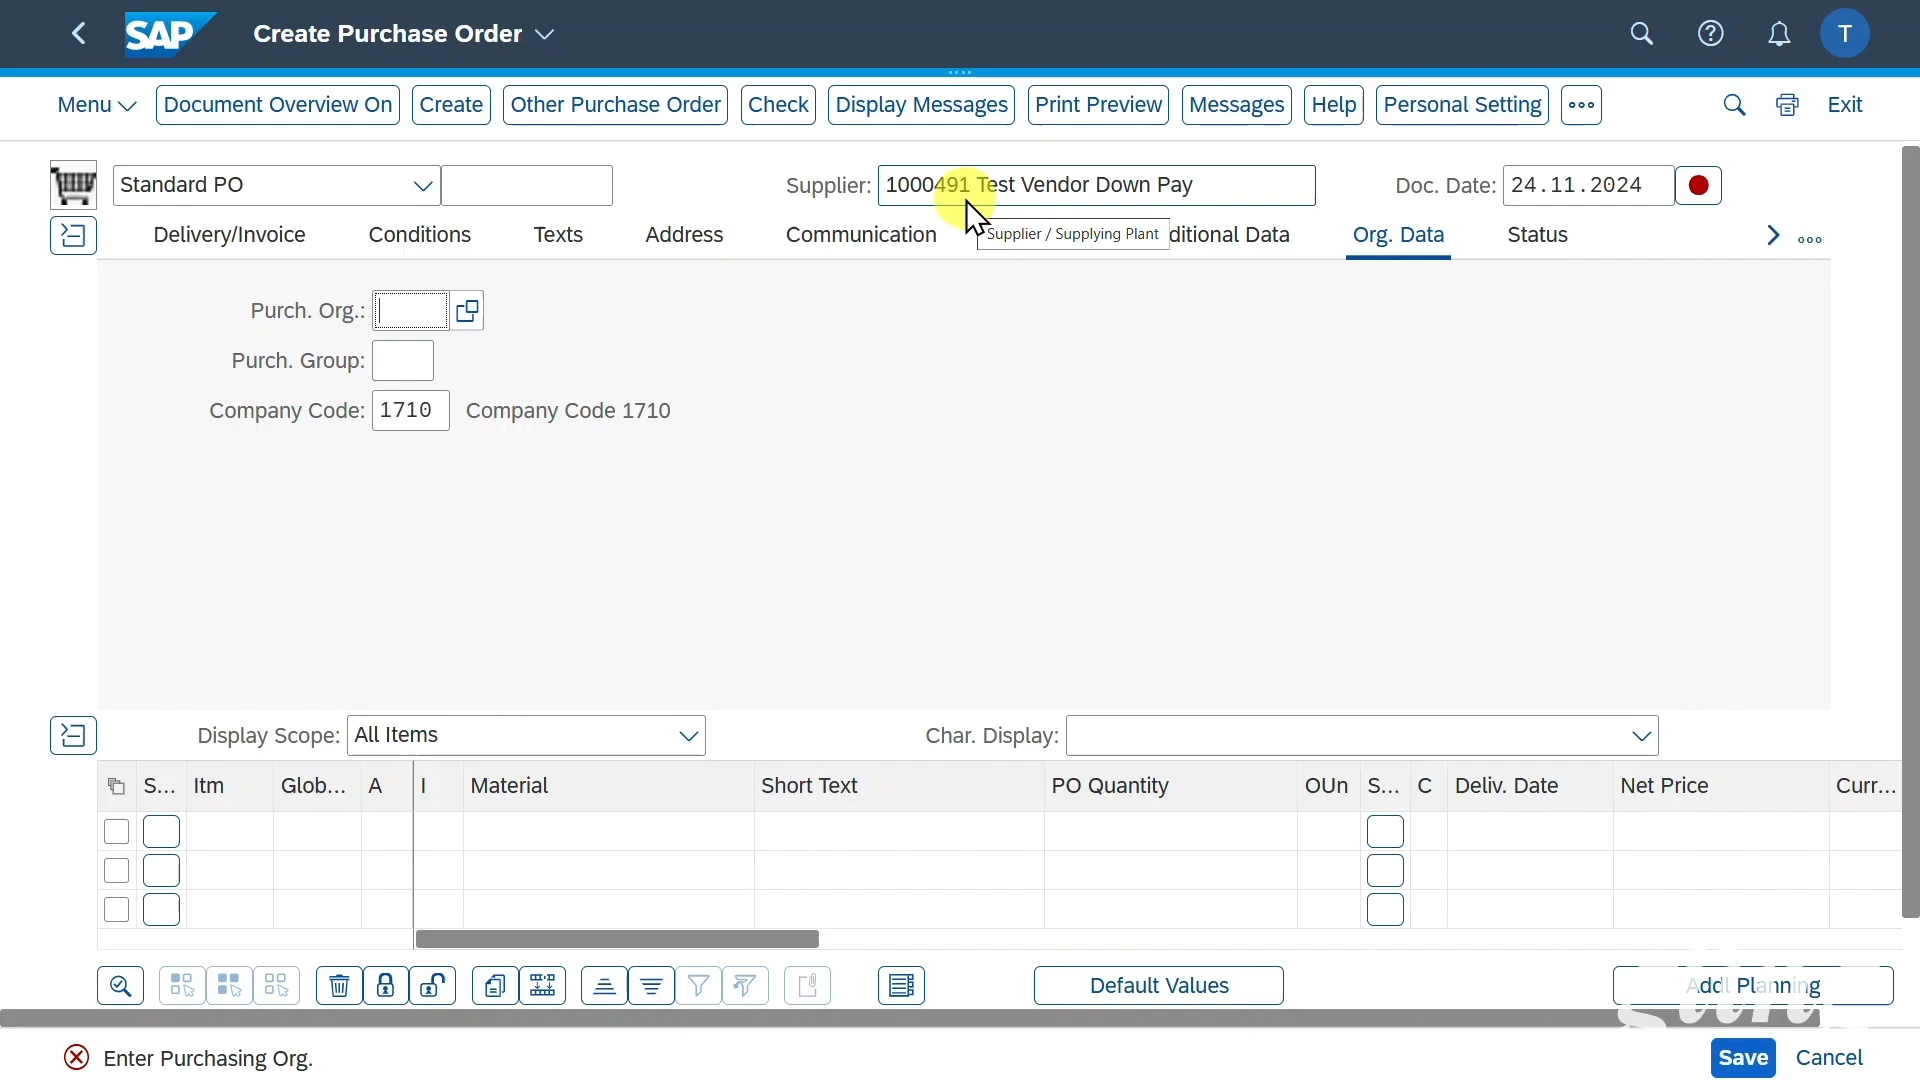 SAP Create Purchase Order T
Menu Document Overview On Create Other Purchase Order Check Display Messages Print Preview Messages Help Personal Setting Exit
Standard PO Supplier: 1000491 Test Vendor Down Pay Doc. Date: 24.11.2024
Delivery/Invoice Conditions Texts Address Communication Supplier / Supplying Plant ditional Data Org. Data Status
Purch. Org.:
Purch. Group:
Company Code: 1710 Company Code 1710
Display Scope: All Items Char. Display:
S... Itm Glob... A I Material Short Text PO Quantity OUn S... C Deliv. Date Net Price Curr...
Default Values Addl Planning
Enter Purchasing Org. Save Cancel